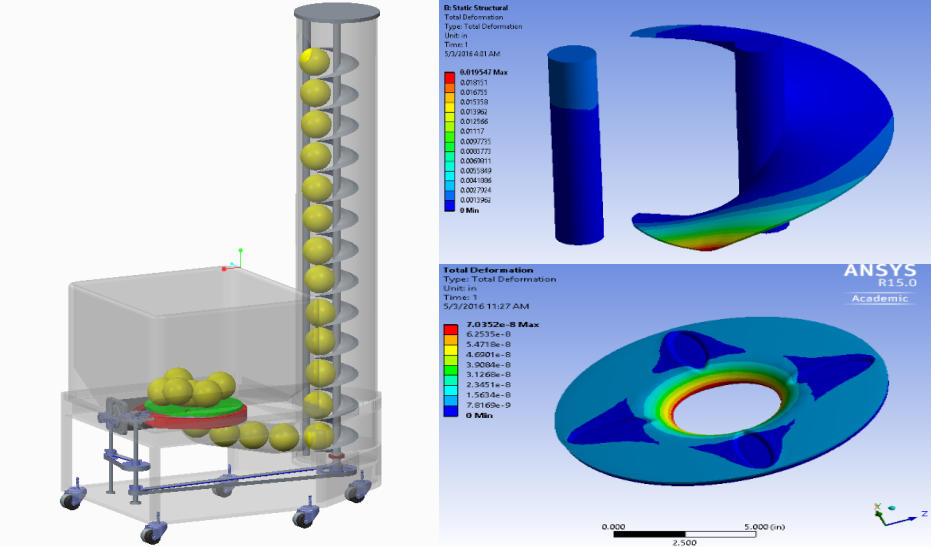 B: Static Structural
Total Deformation
Type: Total Deformation
Unit: in
Time: 1
5/3/2016 4:01 AM
0.019547 Max
0.018151
0.016755
0.015358
0.013962
0.012566
0.01117
0.0097735
0.0083773
0.0069811
0.0055849
0.0041886
0.0027924
0.0013962
0 Min
Total Deformation
Type: Total Deformation
Unit: in
Time: 1
5/3/2016 11:27 AM
7.0352e-8 Max
6.2535e-8
5.4718e-8
4.6901e-8
3.9084e-8
3.1268e-8
2.3451e-8
1.5634e-8
7.8169e-9
0 Min
ANSYS
R15.0
Academic
0.000
5.000 (in)
2.500
X
Z